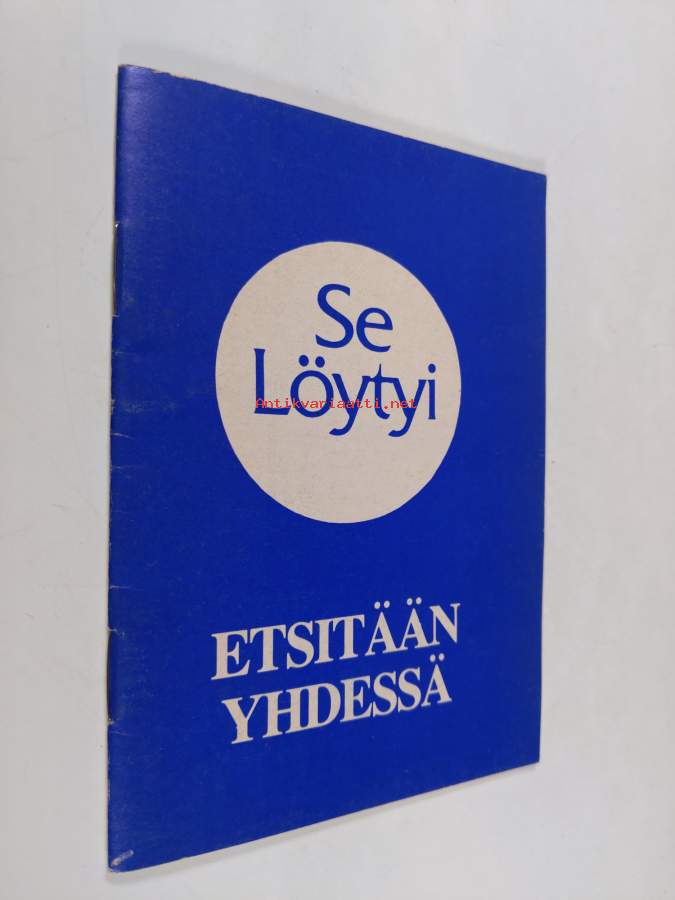 Se
Löytyi
Antikvariaatti.net
ETSITÄÄN
YHDESSÄ